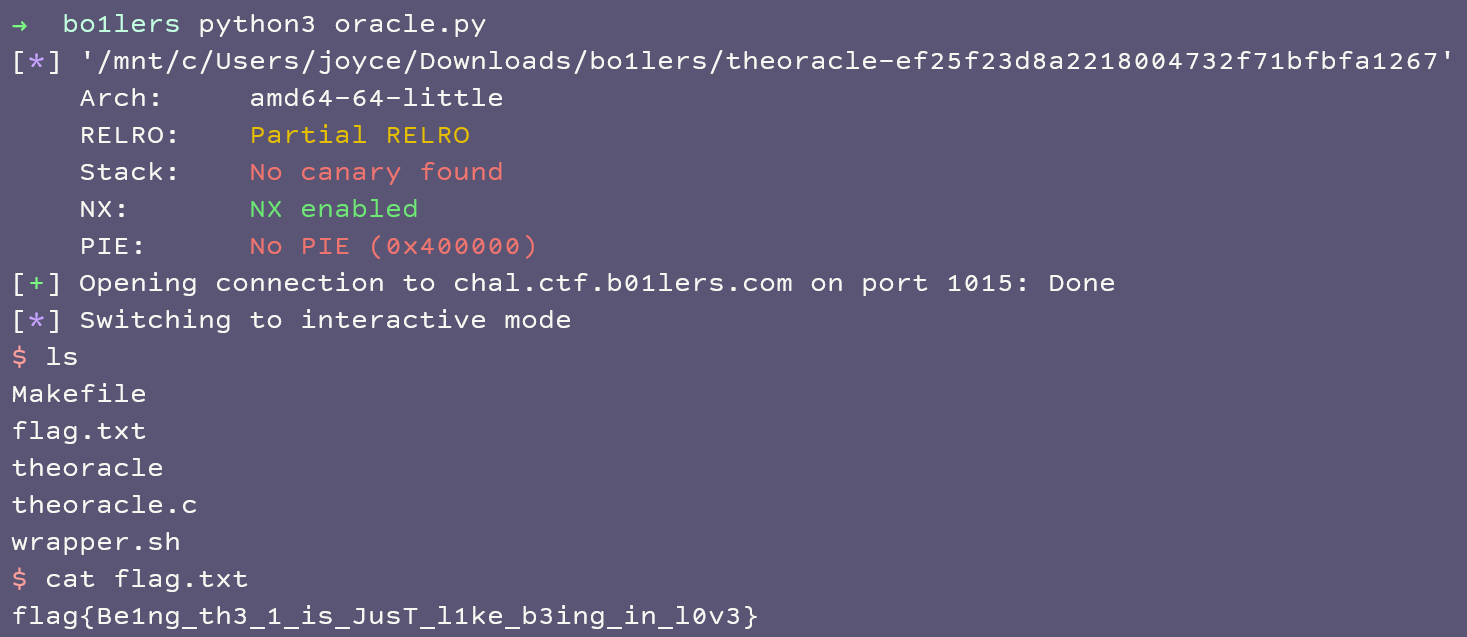 →  bo1lers python3 oracle.py
[*] '/mnt/c/Users/joyce/Downloads/bo1lers/theoracle-ef25f23d8a2218004732f71bfbfa1267'
    Arch:     amd64-64-little
    RELRO:    Partial RELRO
    Stack:    No canary found
    NX:       NX enabled
    PIE:      No PIE (0x400000)
[+] Opening connection to chal.ctf.b01lers.com on port 1015: Done
[*] Switching to interactive mode
$ ls
Makefile
flag.txt
theoracle
theoracle.c
wrapper.sh
$ cat flag.txt
flag{Be1ng_th3_1_is_JusT_l1ke_b3ing_in_l0v3}